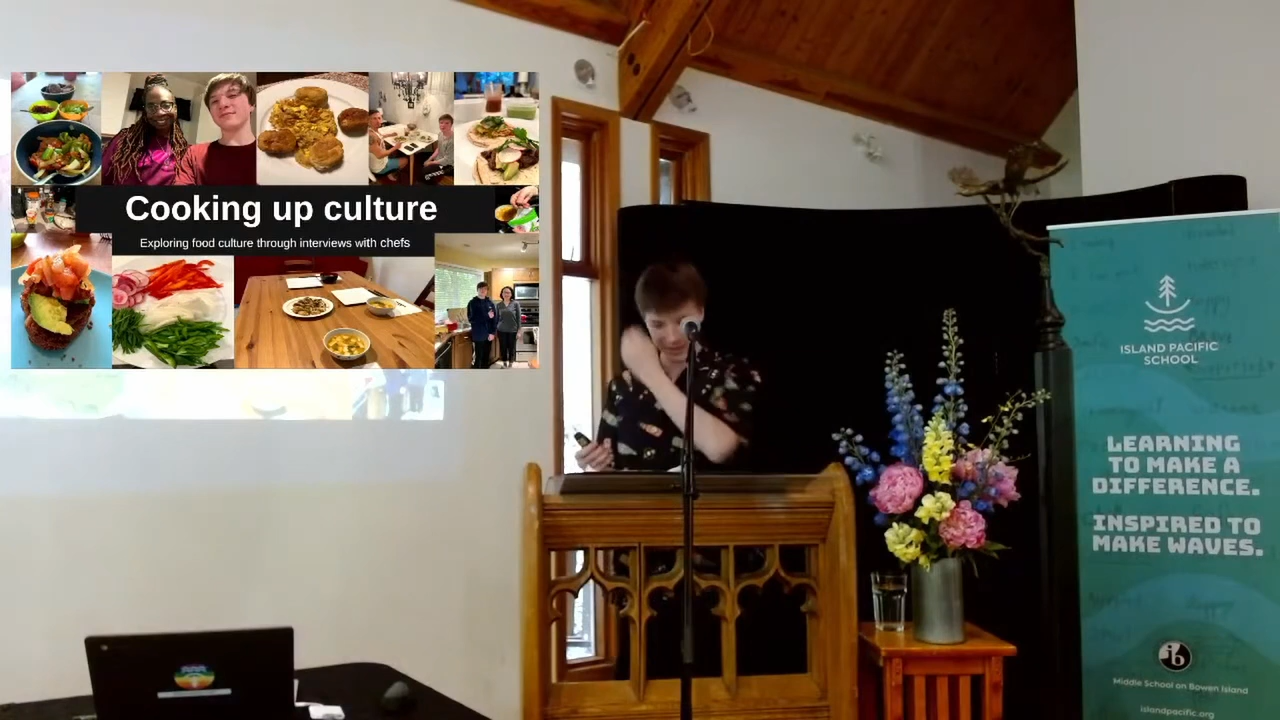 Cooking up culture
Exploring food culture through interviews with chefs
ISLAND PACIFIC
SCHOOL
LEARNING
TO MAKE A
DIFFERENCE.
INSPIRED TO
MAKE WAVES.
Middle School on Bowen Island
islandpacific.org